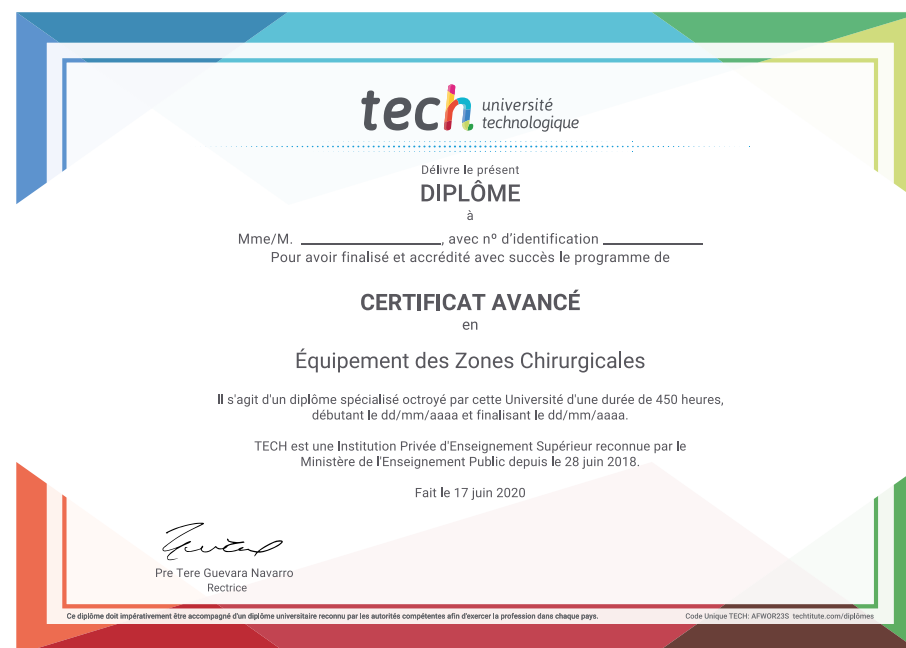 tech université
technologique
Délivre le présent
DIPLÔME
à
Mme/M. ____________________, avec nº d'identification ______________
Pour avoir finalisé et accrédité avec succès le programme de
CERTIFICAT AVANCÉ
en
Équipement des Zones Chirurgicales
Il s'agit d'un diplôme spécialisé octroyé par cette Université d'une durée de 450 heures,
débutant le dd/mm/aaaa et finalisant le dd/mm/aaaa.
TECH est une Institution Privée d'Enseignement Supérieur reconnue par le
Ministère de l'Enseignement Public depuis le 28 juin 2018.
Fait le 17 juin 2020
Pre Tere Guevara Navarro
Rectrice
Ce diplôme doit impérativement être accompagné d'un diplôme universitaire reconnu par les autorités compétentes afin d'exercer la profession dans chaque pays.
Code Unique TECH: AFWOR23S techtitute.com/diplômes